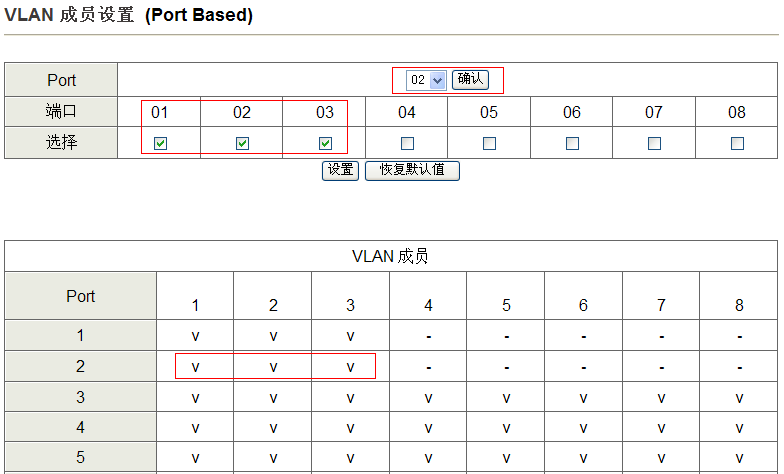 VLAN 成员设置 (Port Based)
Port 02 确认
端口 01 02 03 04 05 06 07 08
选择
设置 恢复默认值
VLAN 成员
Port 1 2 3 4 5 6 7 8
1 v v v - - - - -
2 v v v - - - - -
3 v v v v v v v v
4 v v v v v v v v
5 v v v v v v v v